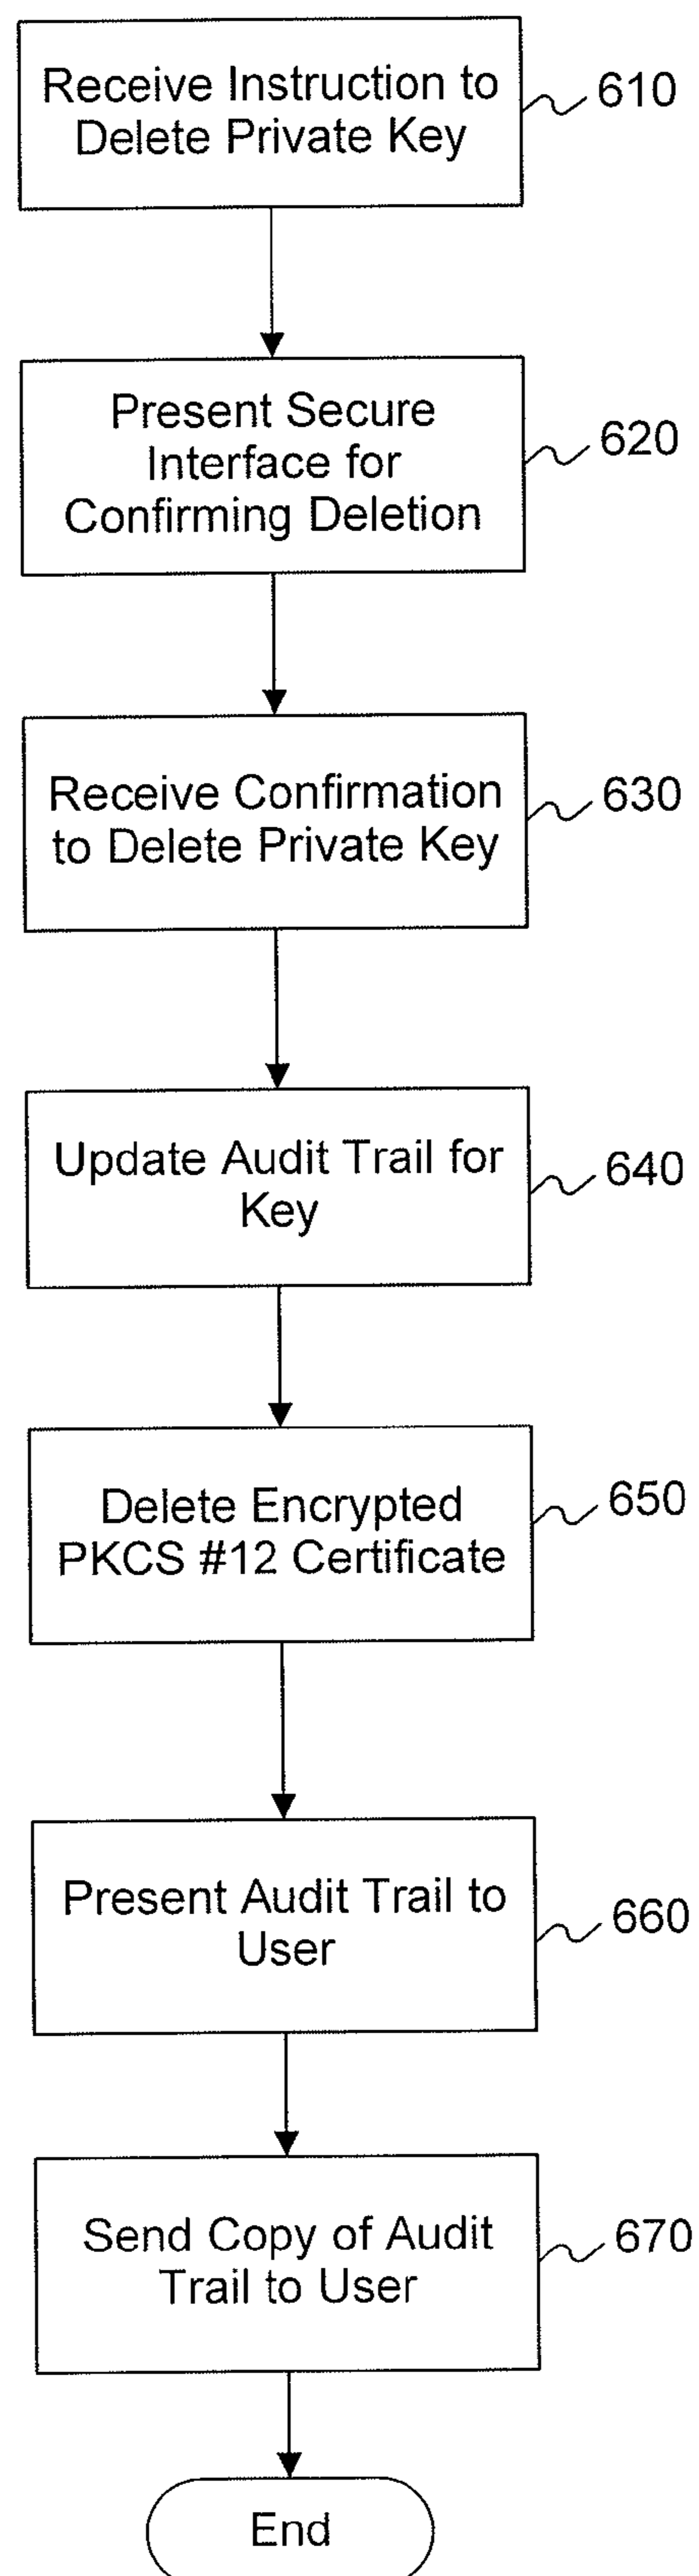 Receive Instruction to
Delete Private Key
610
Present Secure
Interface for
Confirming Deletion
620
Receive Confirmation
to Delete Private Key
630
Update Audit Trail for
Key
640
Delete Encrypted
PKCS #12 Certificate
650
Present Audit Trail to
User
660
Send Copy of Audit
Trail to User
670
End